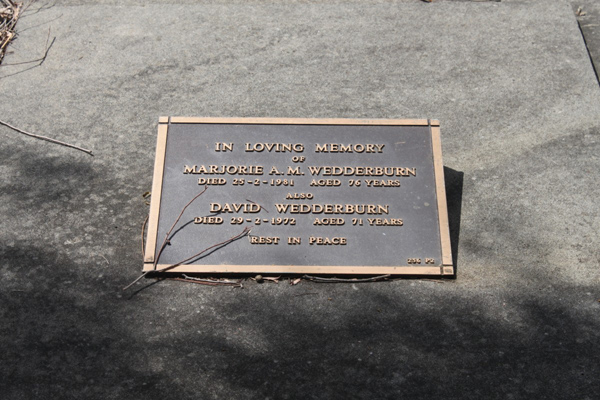 IN LOVING MEMORY
OF
MARJORIE A. M. WEDDERBURN
DIED 25-2-1981 AGED 76 YEARS
ALSO
DAVID WEDDERBURN
DIED 29-2-1972 AGED 71 YEARS
REST IN PEACE